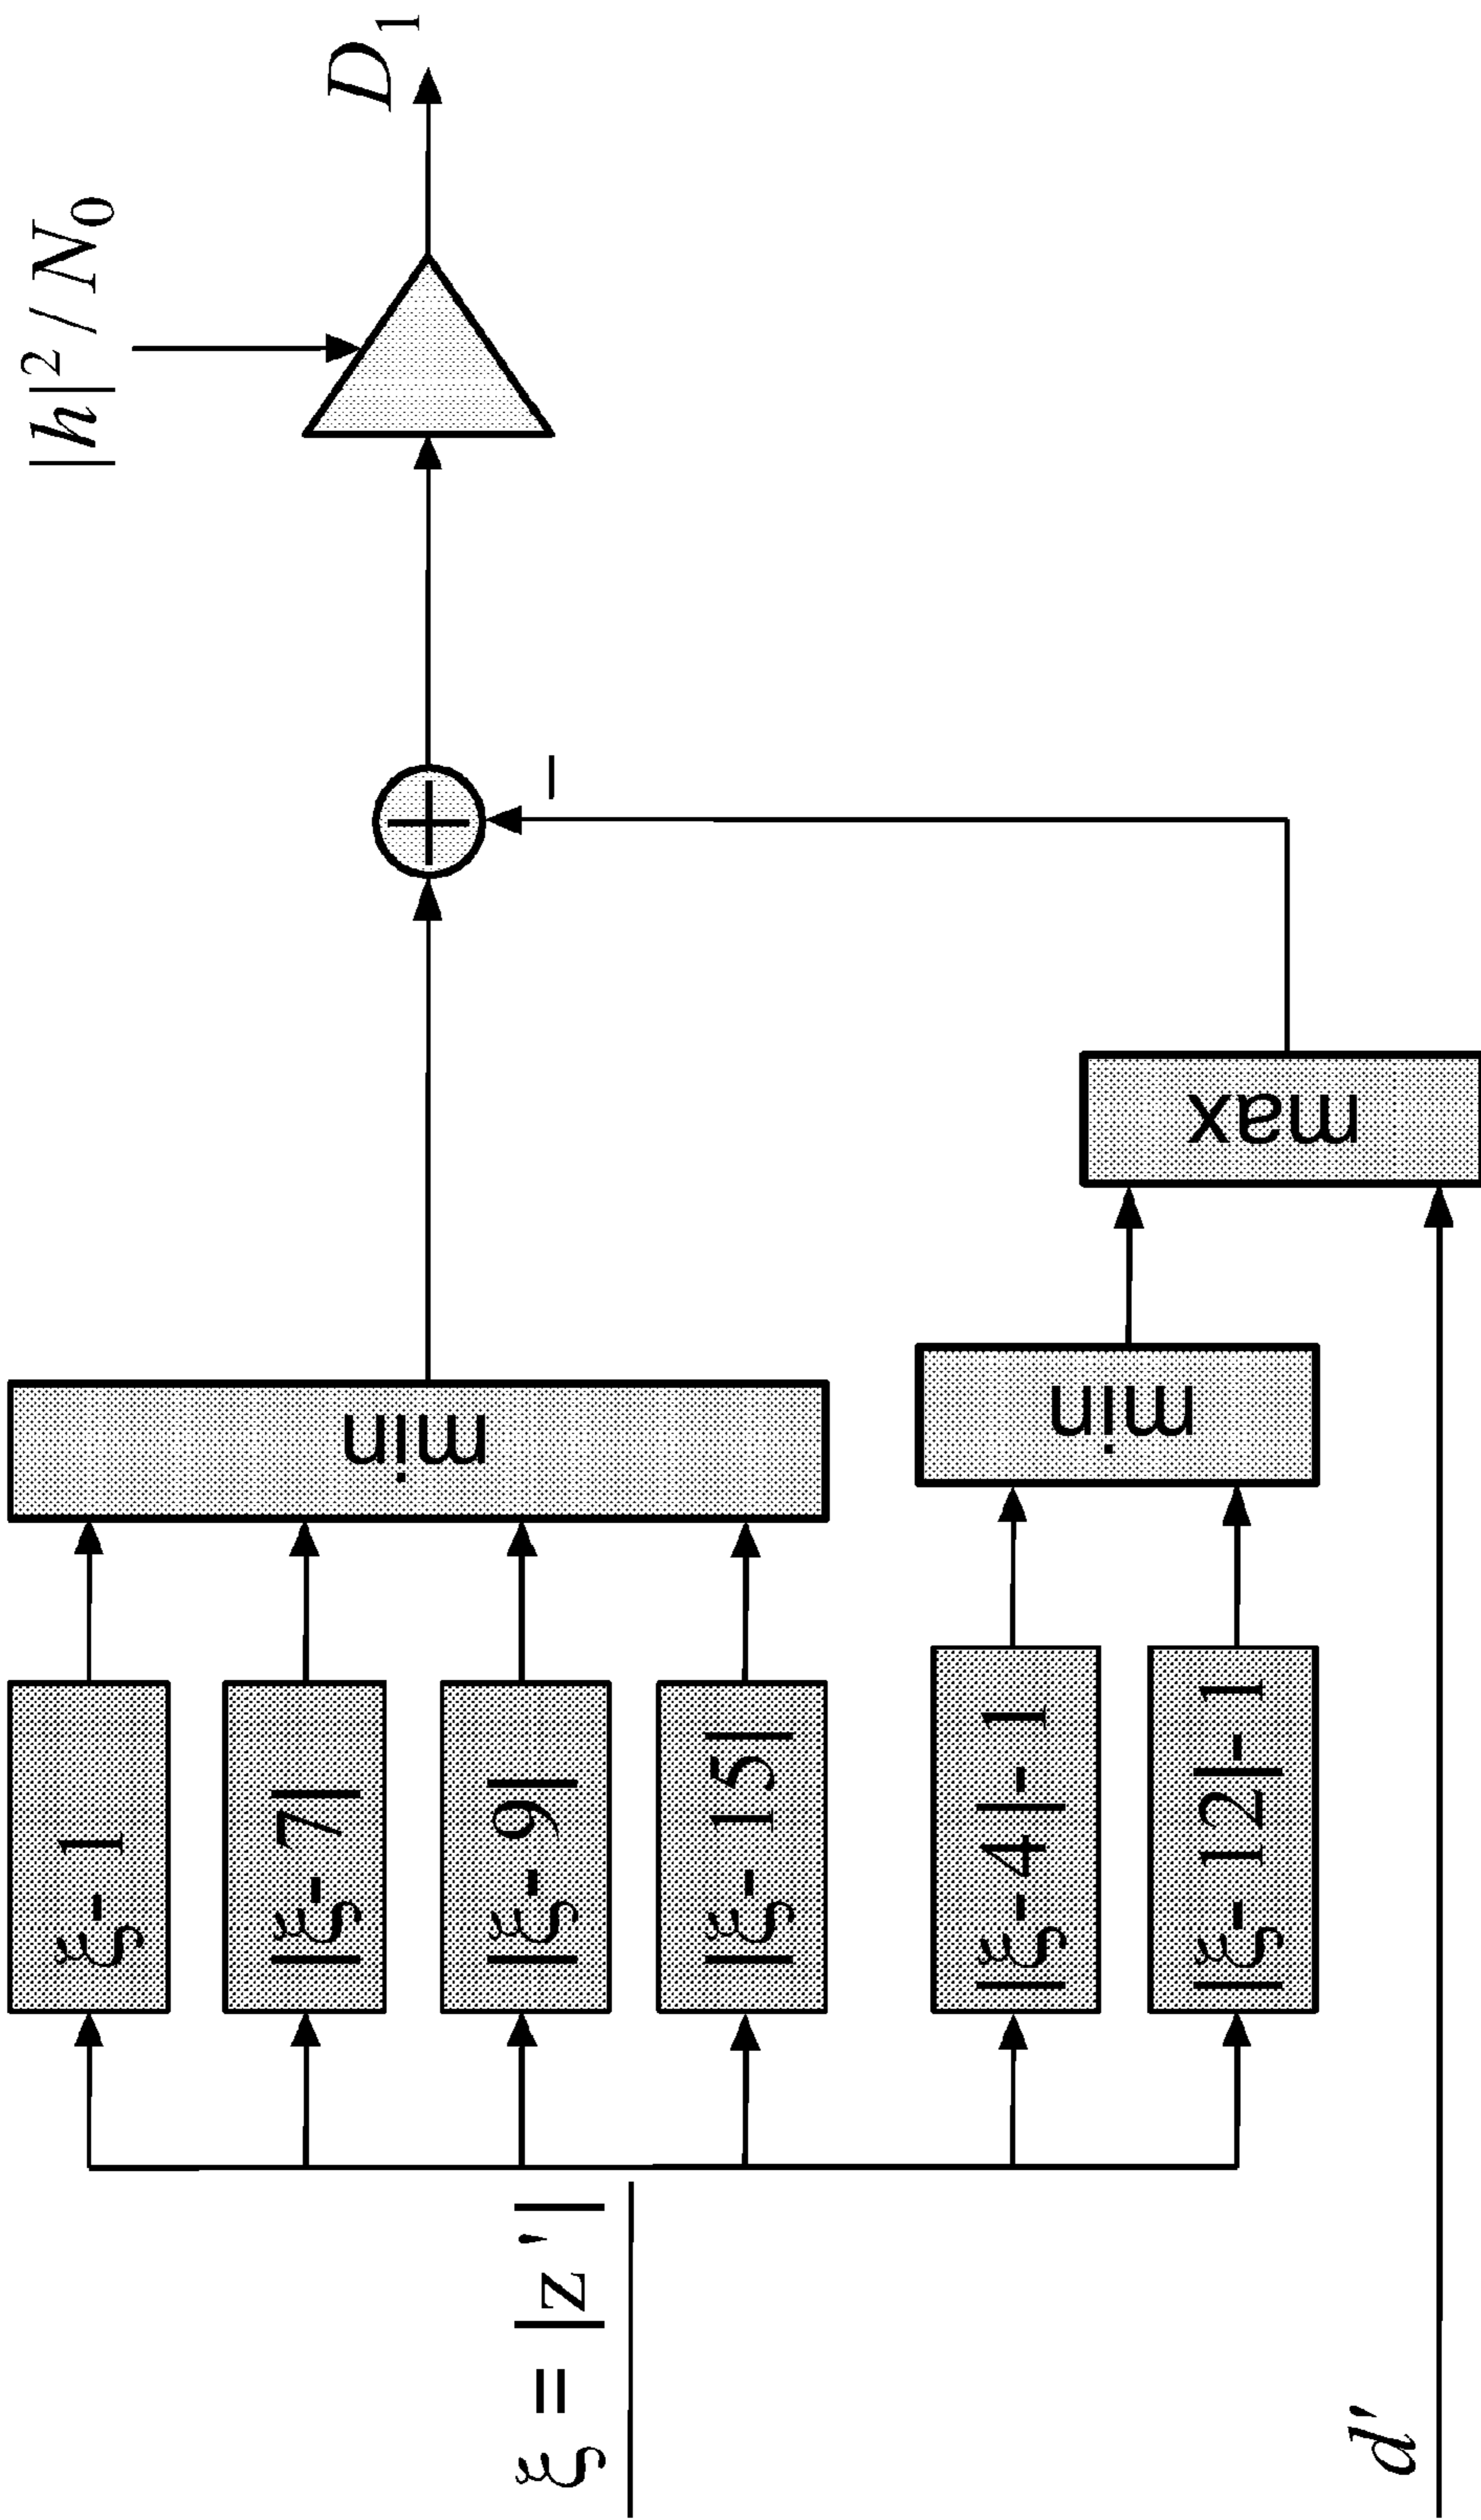 ξ = |z'|
d'
ξ- 1
|ξ- 7|
|ξ- 9|
|ξ- 15|
|ξ- 4|- 1
|ξ- 12|- 1
min
min
max
+
−
|h|² / N₀
D₁